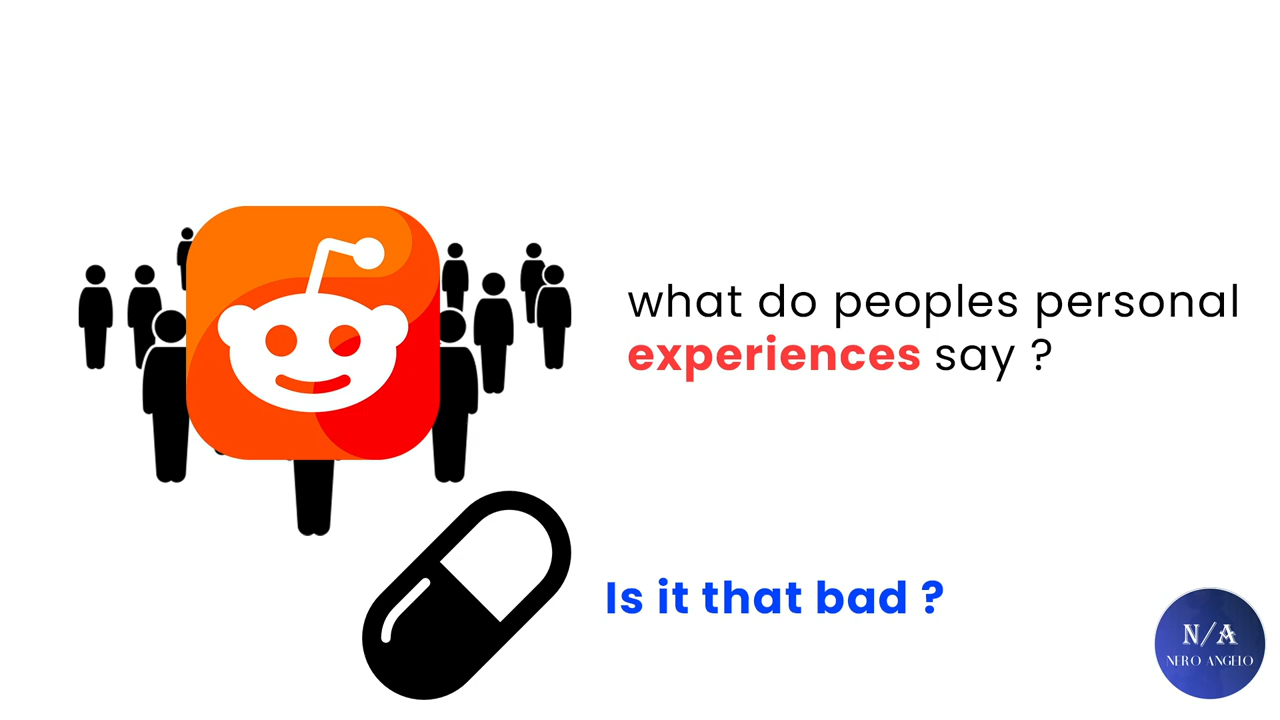 what do peoples personal
experiences say ?
Is it that bad ?
N/A
NERO ANGELO